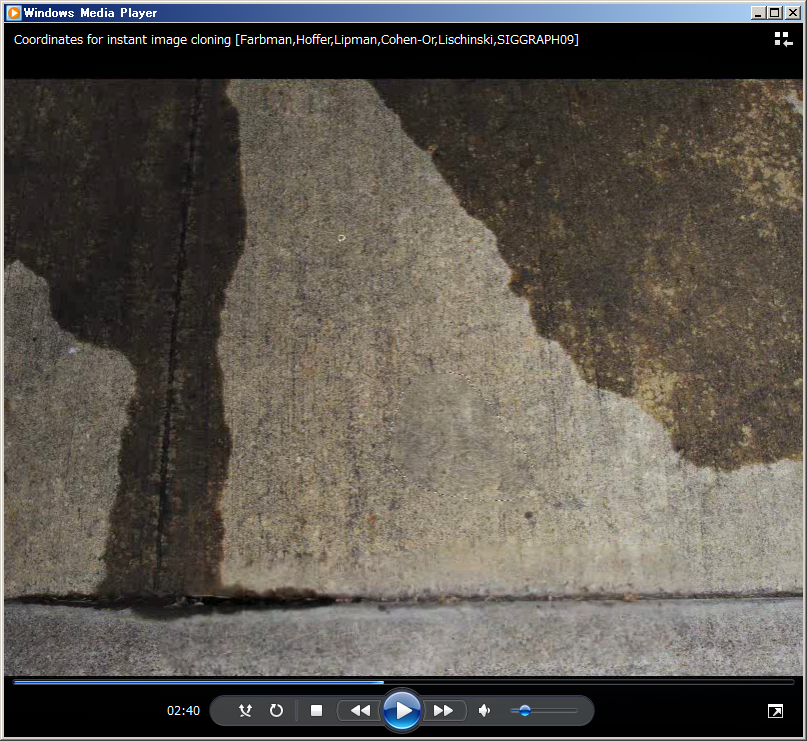 Windows Media Player
Coordinates for instant image cloning [Farbman,Hoffer,Lipman,Cohen-Or,Lischinski,SIGGRAPH09]
02:40